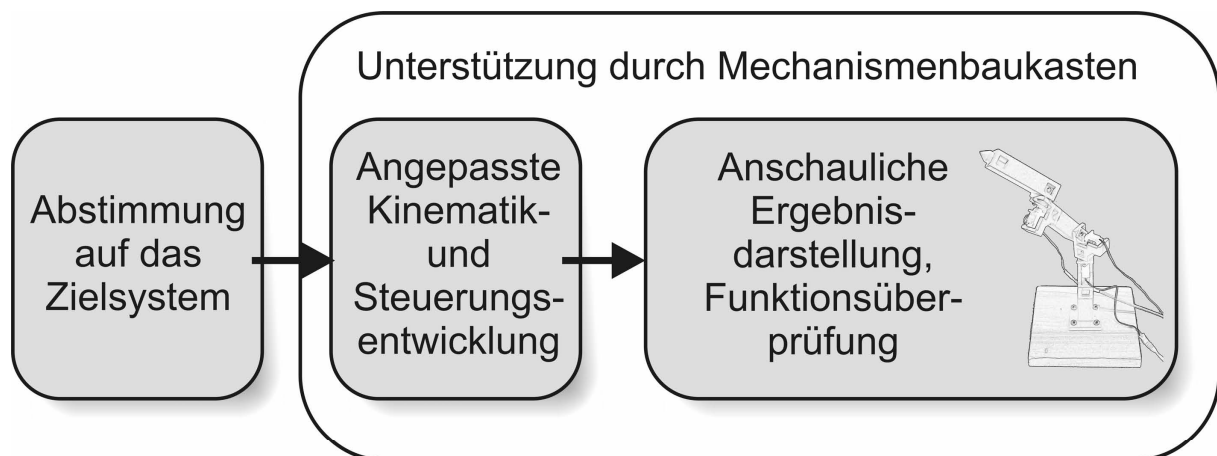 Unterstützung durch Mechanismenbaukasten
Abstimmung
auf das
Zielsystem
Angepasste
Kinematik-
und
Steuerungs-
entwicklung
Anschauliche
Ergebnis-
darstellung,
Funktionsüber-
prüfung